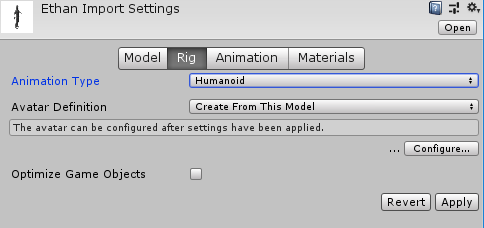 Ethan Import Settings
Open
Model Rig Animation Materials
Animation Type Humanoid
Avatar Definition Create From This Model
The avatar can be configured after settings have been applied.
... Configure...
Optimize Game Objects
Revert Apply